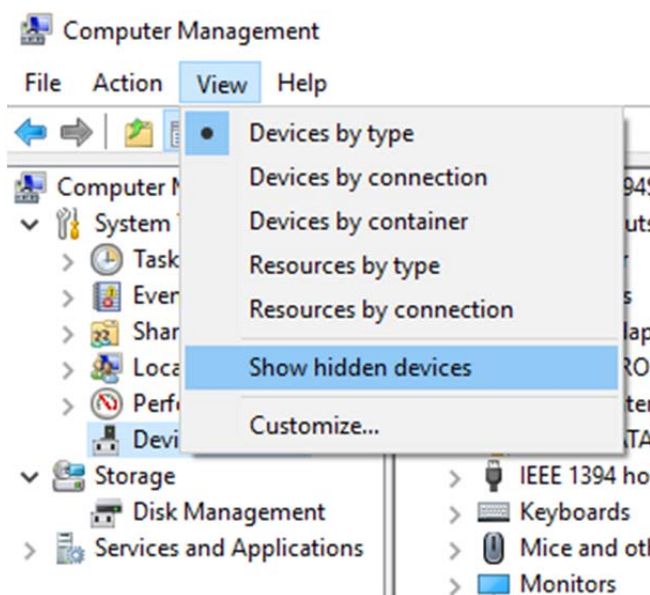 Computer Management
File Action View Help
Devices by type
Devices by connection
Devices by container
Resources by type
Resources by connection
Show hidden devices
Customize...
Computer
System
Task
Storage
Disk Management
Services and Applications
IEEE 1394
Keyboards
Mice and
Monitors